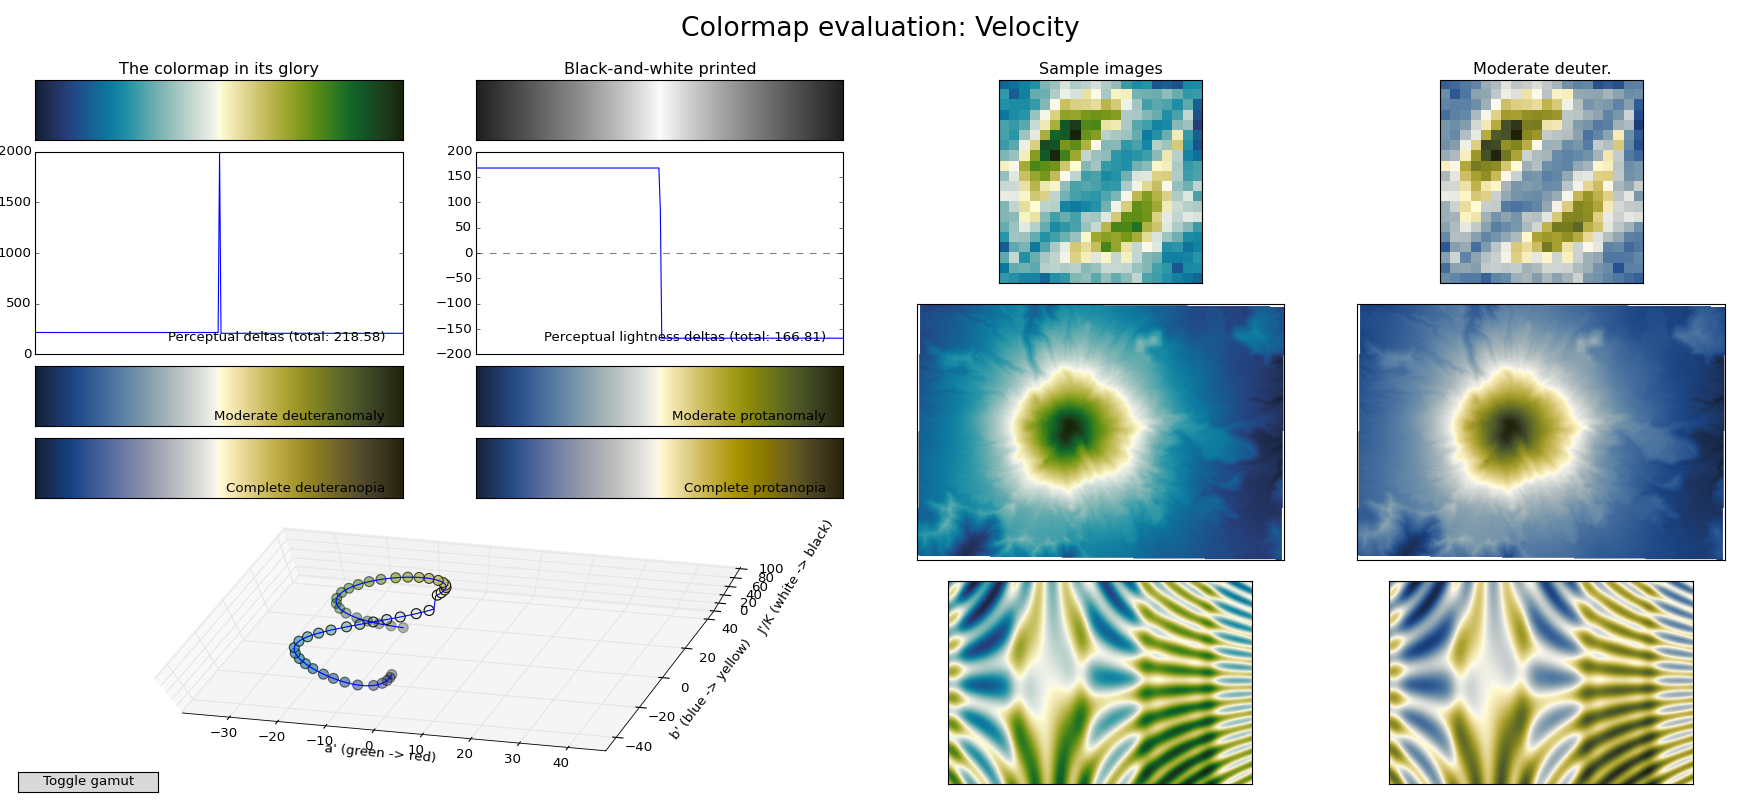 Colormap evaluation: Velocity
The colormap in its glory
Black-and-white printed
Sample images
Moderate deuter.
2000
1500
1000
500
0
Perceptual deltas (total: 218.58)
200
150
100
50
0
−50
−100
−150
−200
Perceptual lightness deltas (total: 166.81)
Moderate deuteranomaly
Moderate protanomaly
Complete deuteranopia
Complete protanopia
100
80
60
40
20
0
J'/K (white -> black)
40
20
0
−20
−40
b' (blue -> yellow)
−30
−20
−10
0
10
20
30
40
a' (green -> red)
Toggle gamut